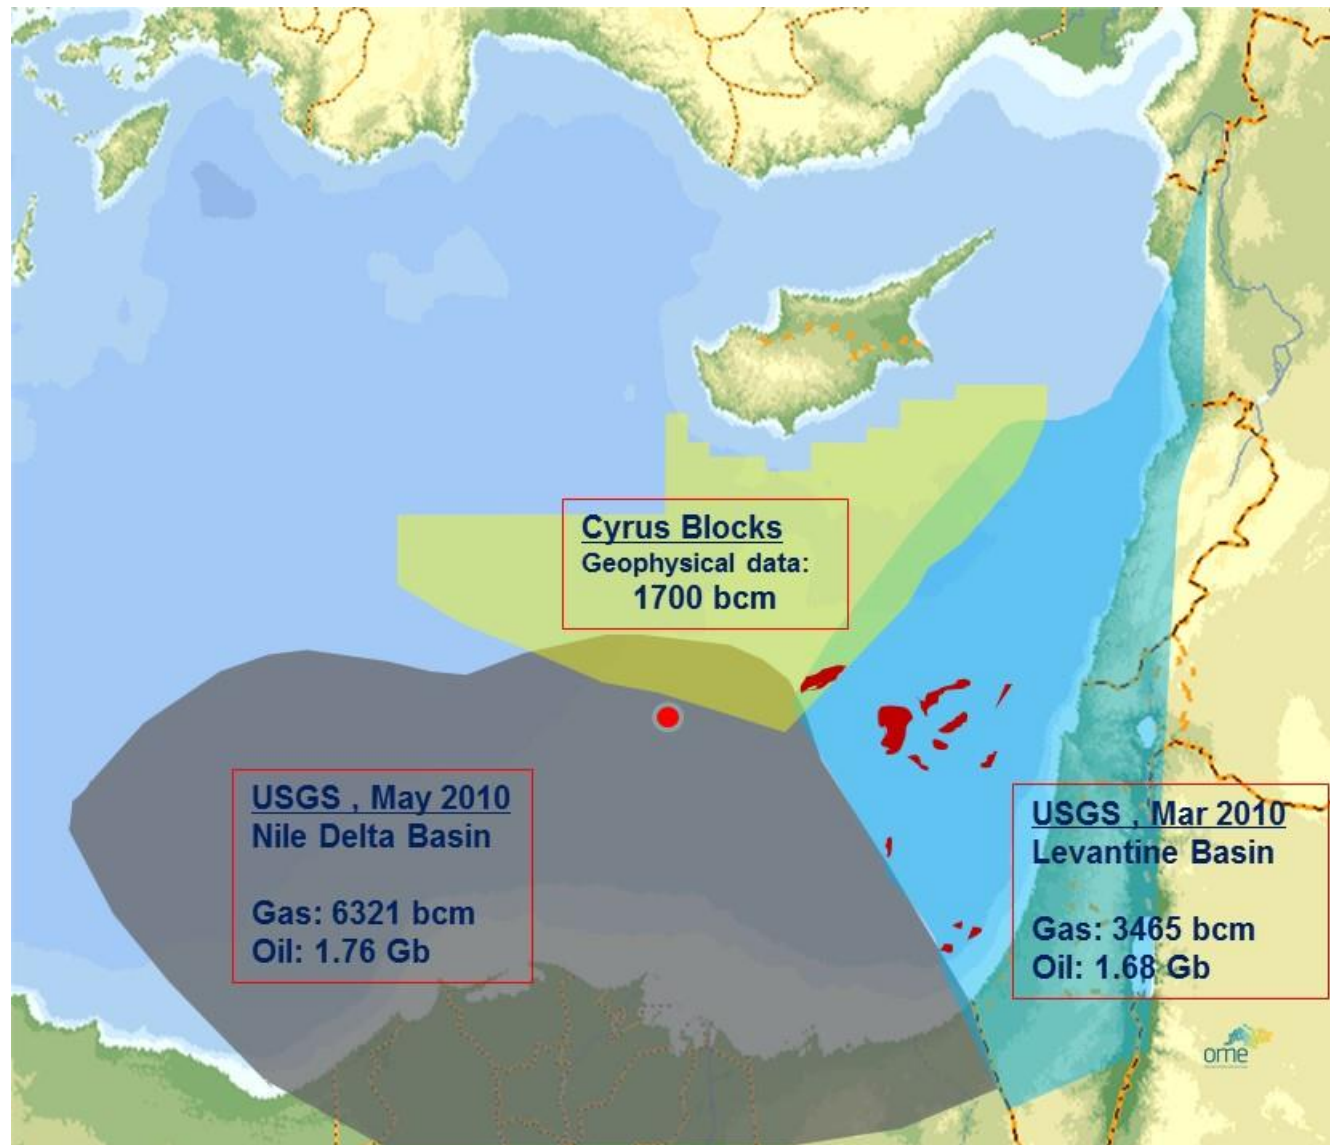 Cyrus Blocks
Geophysical data:
1700 bcm
USGS , May 2010
Nile Delta Basin
Gas: 6321 bcm
Oil: 1.76 Gb
USGS , Mar 2010
Levantine Basin
Gas: 3465 bcm
Oil: 1.68 Gb
ome